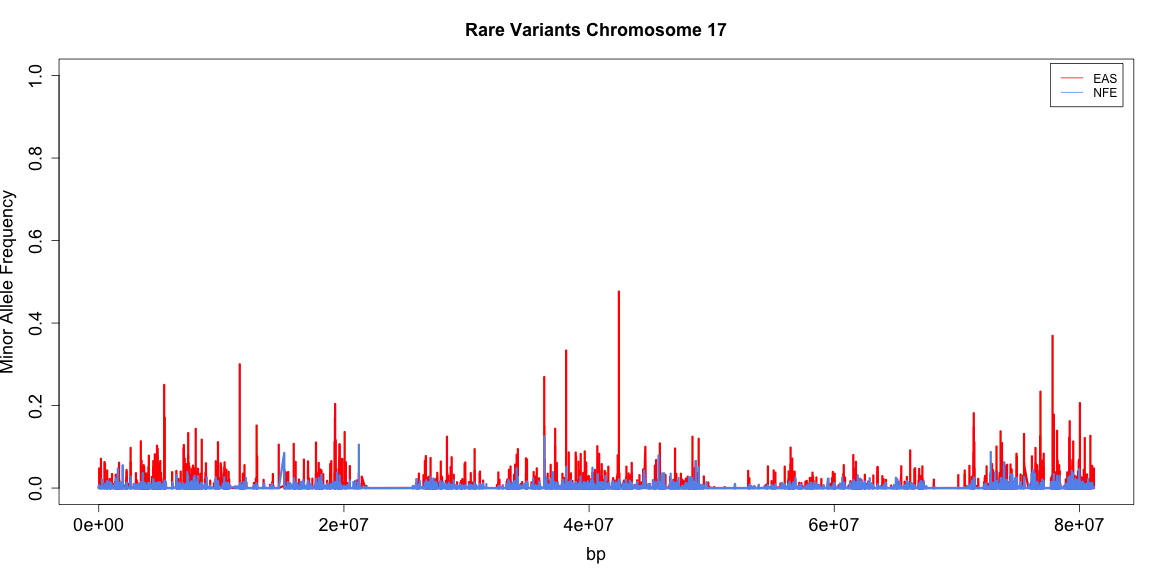 Rare Variants Chromosome 17
EAS
NFE
Minor Allele Frequency
1.0
0.8
0.6
0.4
0.2
0.0
0e+00 2e+07 4e+07 6e+07 8e+07
bp